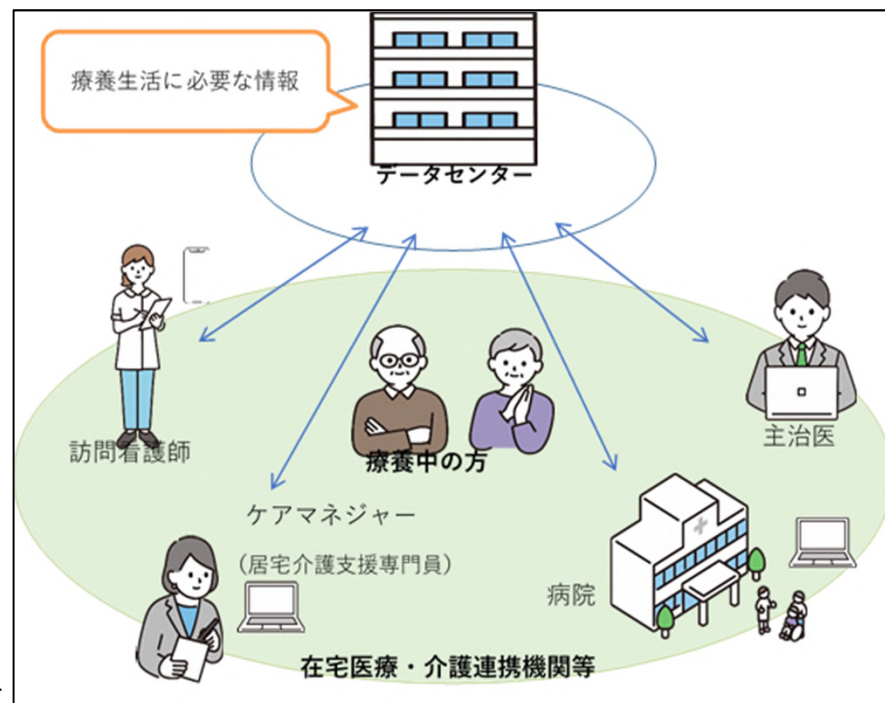 療養生活に必要な情報
データセンター
訪問看護師
療養中の方
主治医
ケアマネジャー
(居宅介護支援専門員)
病院
在宅医療・介護連携機関等